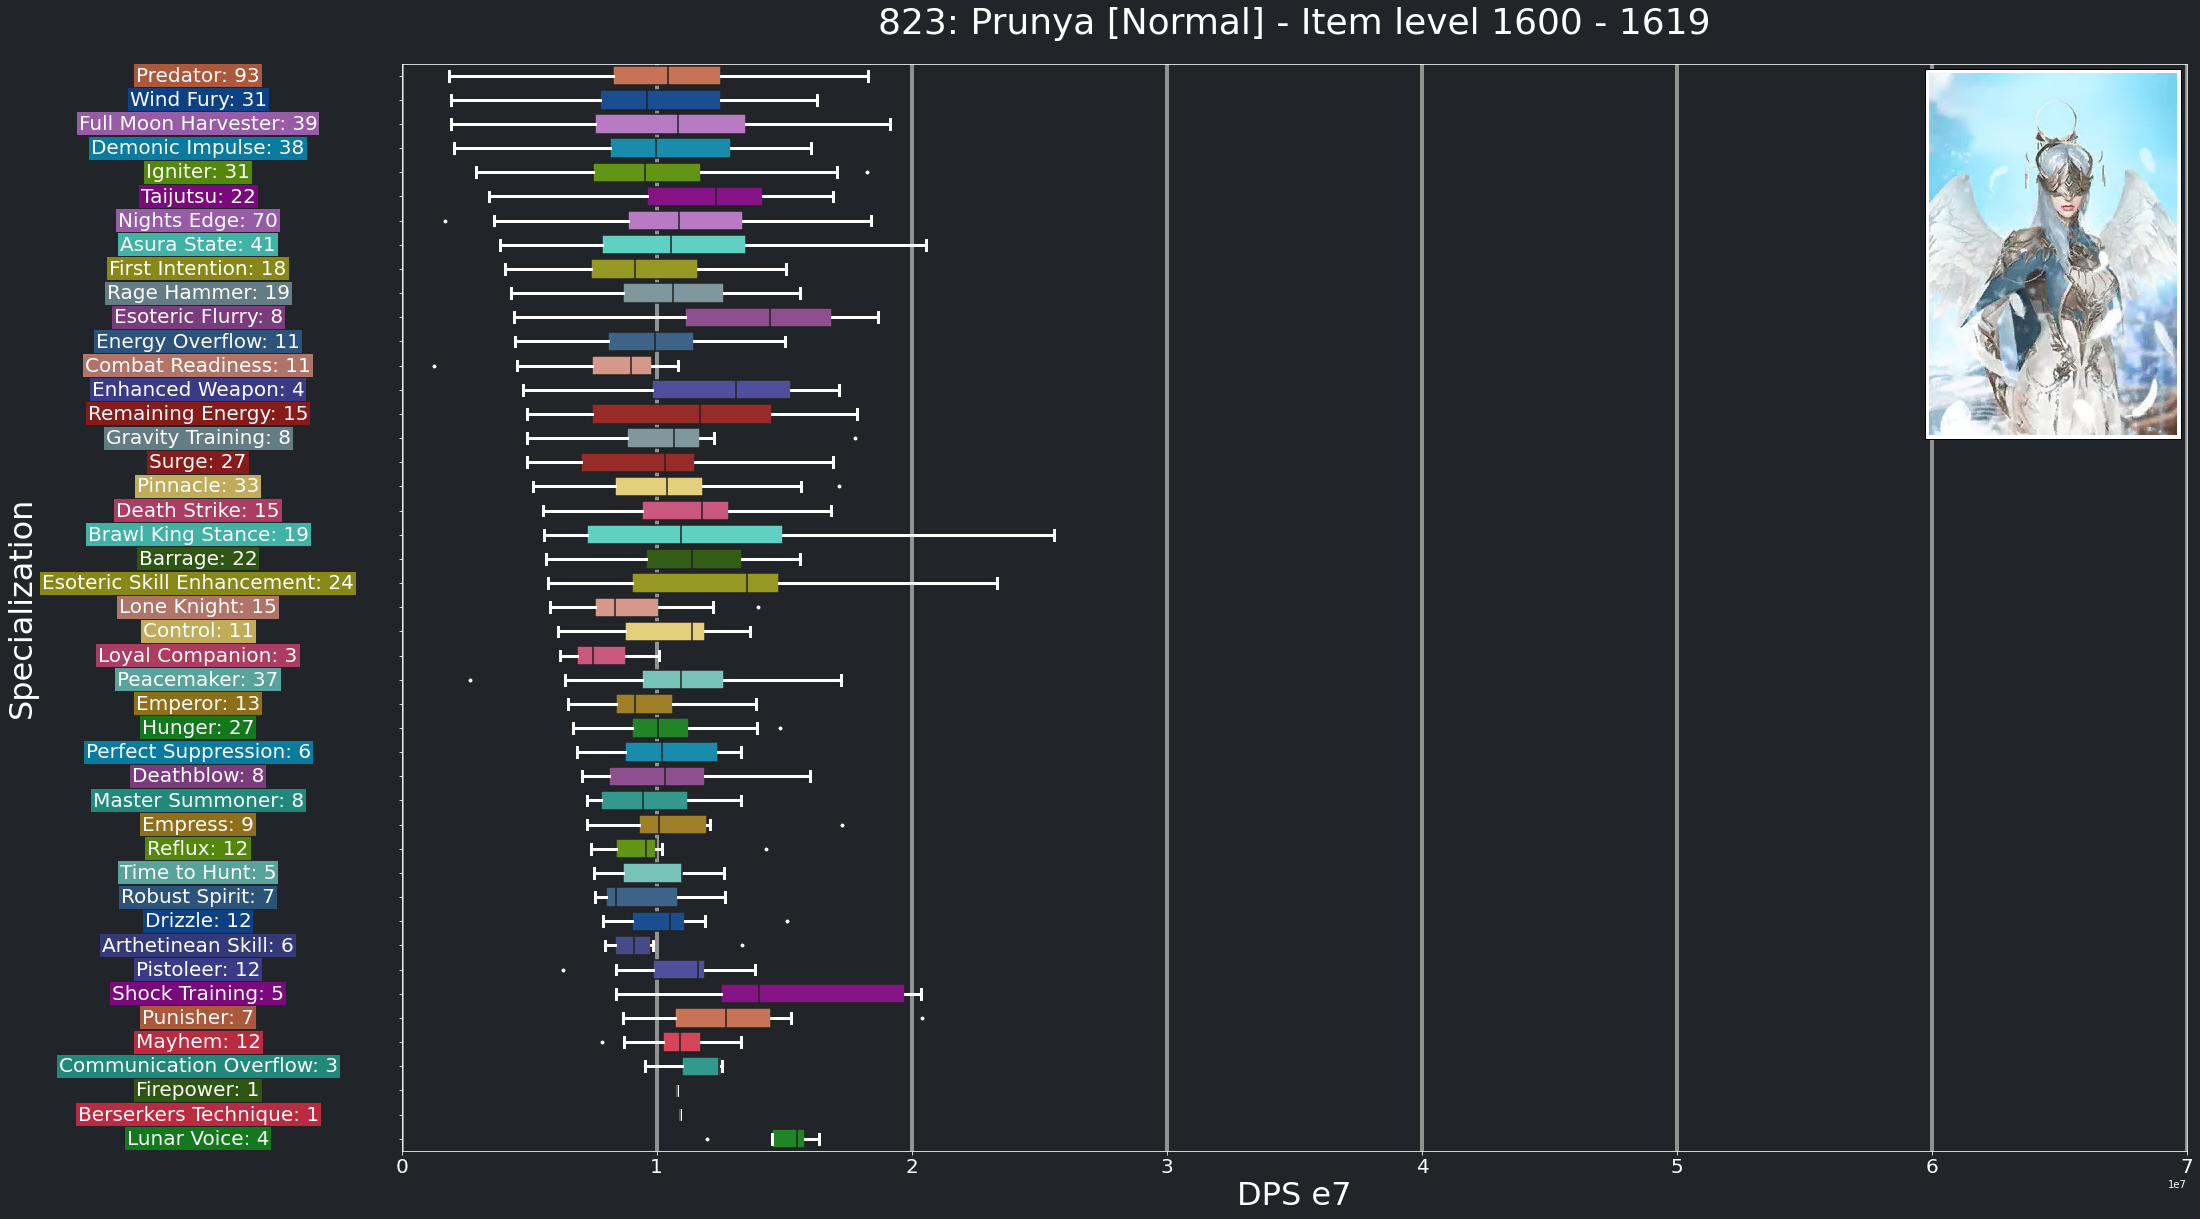 823: Prunya [Normal] - Item level 1600 - 1619
Predator: 93
Wind Fury: 31
Full Moon Harvester: 39
Demonic Impulse: 38
Igniter: 31
Taijutsu: 22
Nights Edge: 70
Asura State: 41
First Intention: 18
Rage Hammer: 19
Esoteric Flurry: 8
Energy Overflow: 11
Combat Readiness: 11
Enhanced Weapon: 4
Remaining Energy: 15
Gravity Training: 8
Surge: 27
Pinnacle: 33
Death Strike: 15
Brawl King Stance: 19
Barrage: 22
Esoteric Skill Enhancement: 24
Lone Knight: 15
Control: 11
Loyal Companion: 3
Peacemaker: 37
Emperor: 13
Hunger: 27
Perfect Suppression: 6
Deathblow: 8
Master Summoner: 8
Empress: 9
Reflux: 12
Time to Hunt: 5
Robust Spirit: 7
Drizzle: 12
Arthetinean Skill: 6
Pistoleer: 12
Shock Training: 5
Punisher: 7
Mayhem: 12
Communication Overflow: 3
Firepower: 1
Berserkers Technique: 1
Lunar Voice: 4
Specialization
0 1 2 3 4 5 6 7
1e7
DPS e7